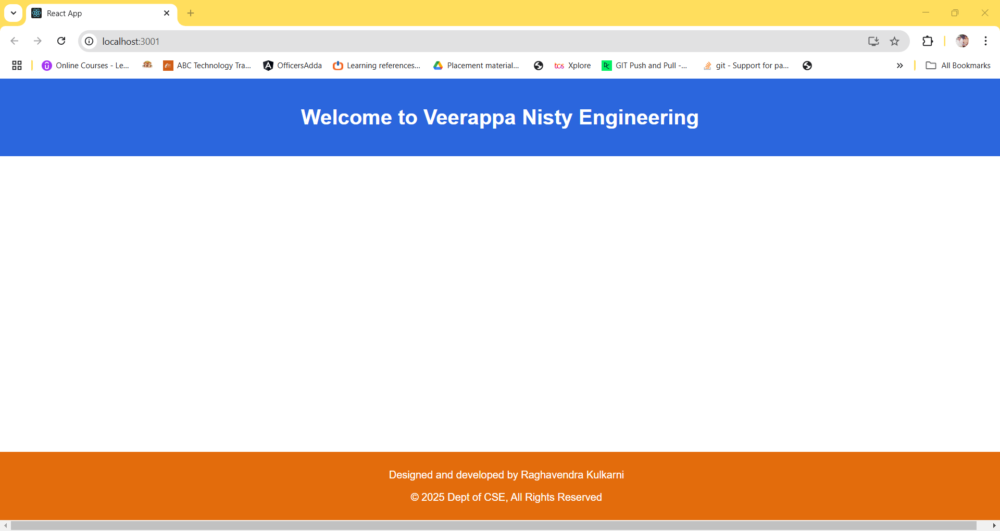 React App
localhost:3001
Online Courses - Le...
ABC Technology Tra...
OfficersAdda
Learning references...
Placement material...
tcs Xplore
DC GIT Push and Pull -...
git - Support for pa...
All Bookmarks
Welcome to Veerappa Nisty Engineering
Designed and developed by Raghavendra Kulkarni
© 2025 Dept of CSE, All Rights Reserved